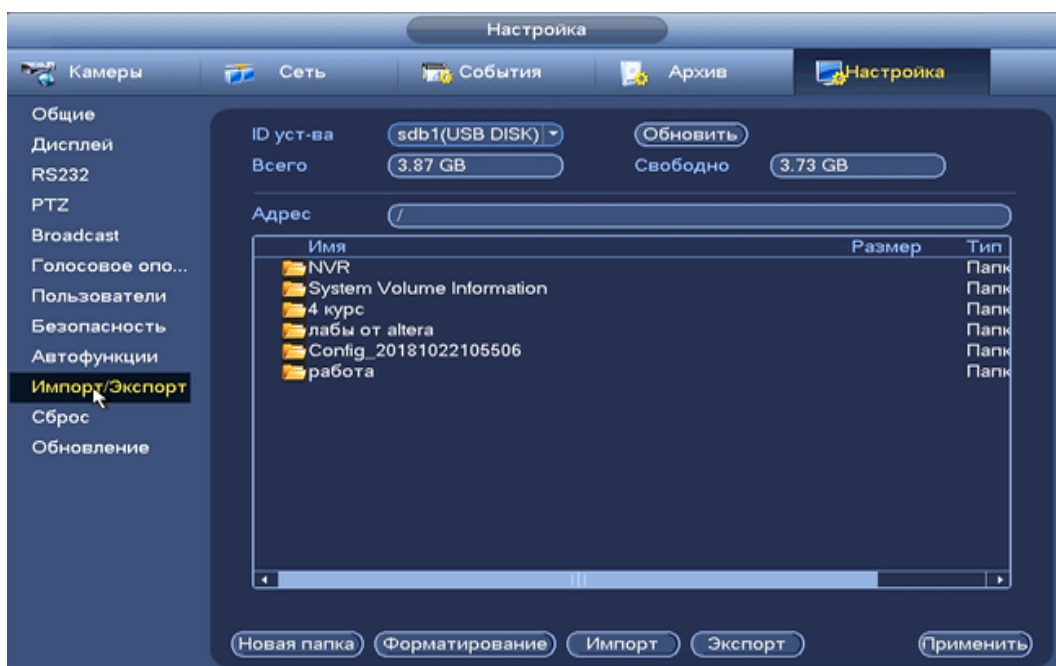 Настройка
Камеры Сеть События Архив Настройка
Общие
Дисплей
RS232
PTZ
Broadcast
Голосовое опо...
Пользователи
Безопасность
Автофункции
Импорт/Экспорт
Сброс
Обновление
ID уст-ва sdb1(USB DISK) Обновить
Всего 3.87 GB Свободно 3.73 GB
Адрес /
Имя Размер Тип
NVR Папк
System Volume Information Папк
4 курс Папк
лабы от altera Папк
Config_20181022105506 Папк
работа Папк
Новая папка Форматирование Импорт Экспорт Применить